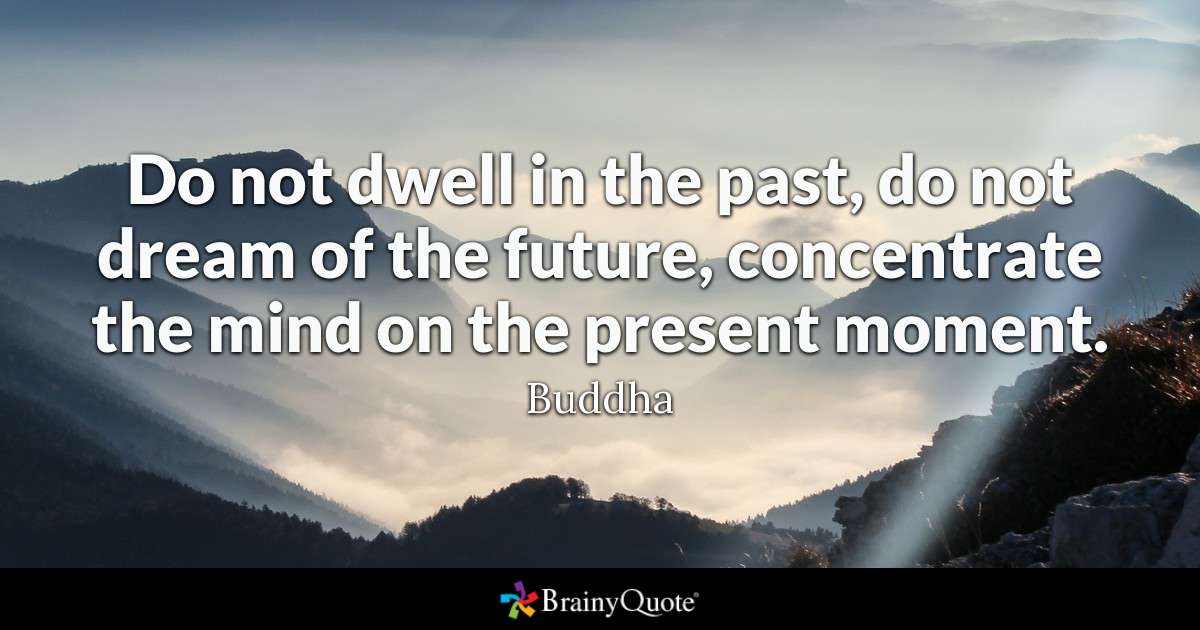 Do not dwell in the past, do not
dream of the future, concentrate
the mind on the present moment.
Buddha
BrainyQuote®